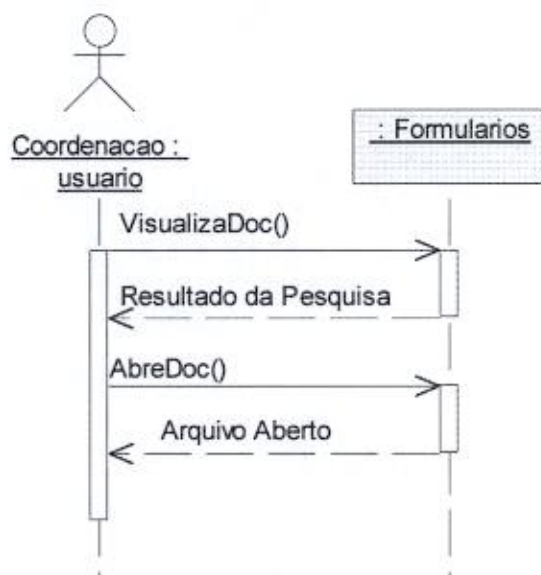 Coordenacao :
usuario
: Formularios
VisualizaDoc()
Resultado da Pesquisa
AbreDoc()
Arquivo Aberto